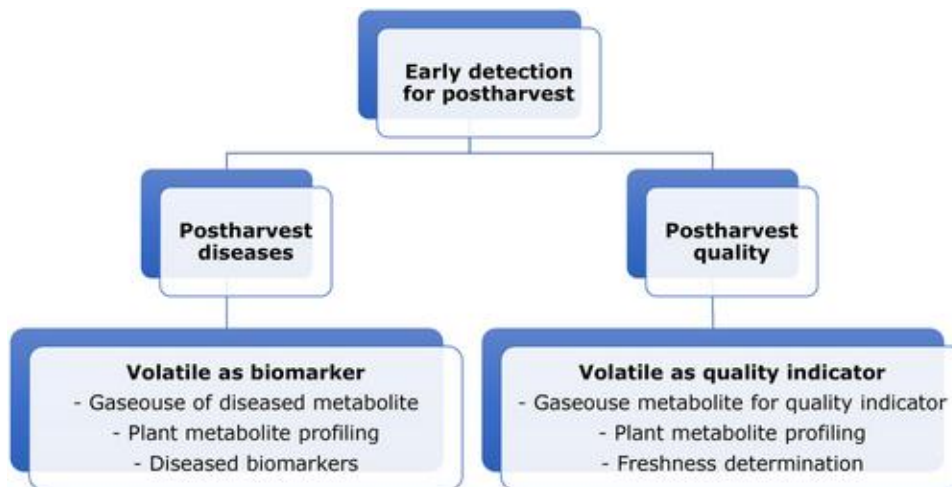 Early detection
for postharvest
Postharvest
diseases
Postharvest
quality
Volatile as biomarker
- Gaseouse of diseased metabolite
- Plant metabolite profiling
- Diseased biomarkers
Volatile as quality indicator
- Gaseouse metabolite for quality indicator
- Plant metabolite profiling
- Freshness determination